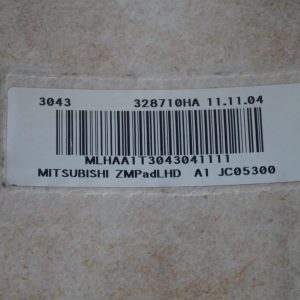 3043 328710HA 11.11.04
MLHAA1T3043041111
MITSUBISHI ZMPadLHD A1 JC05300